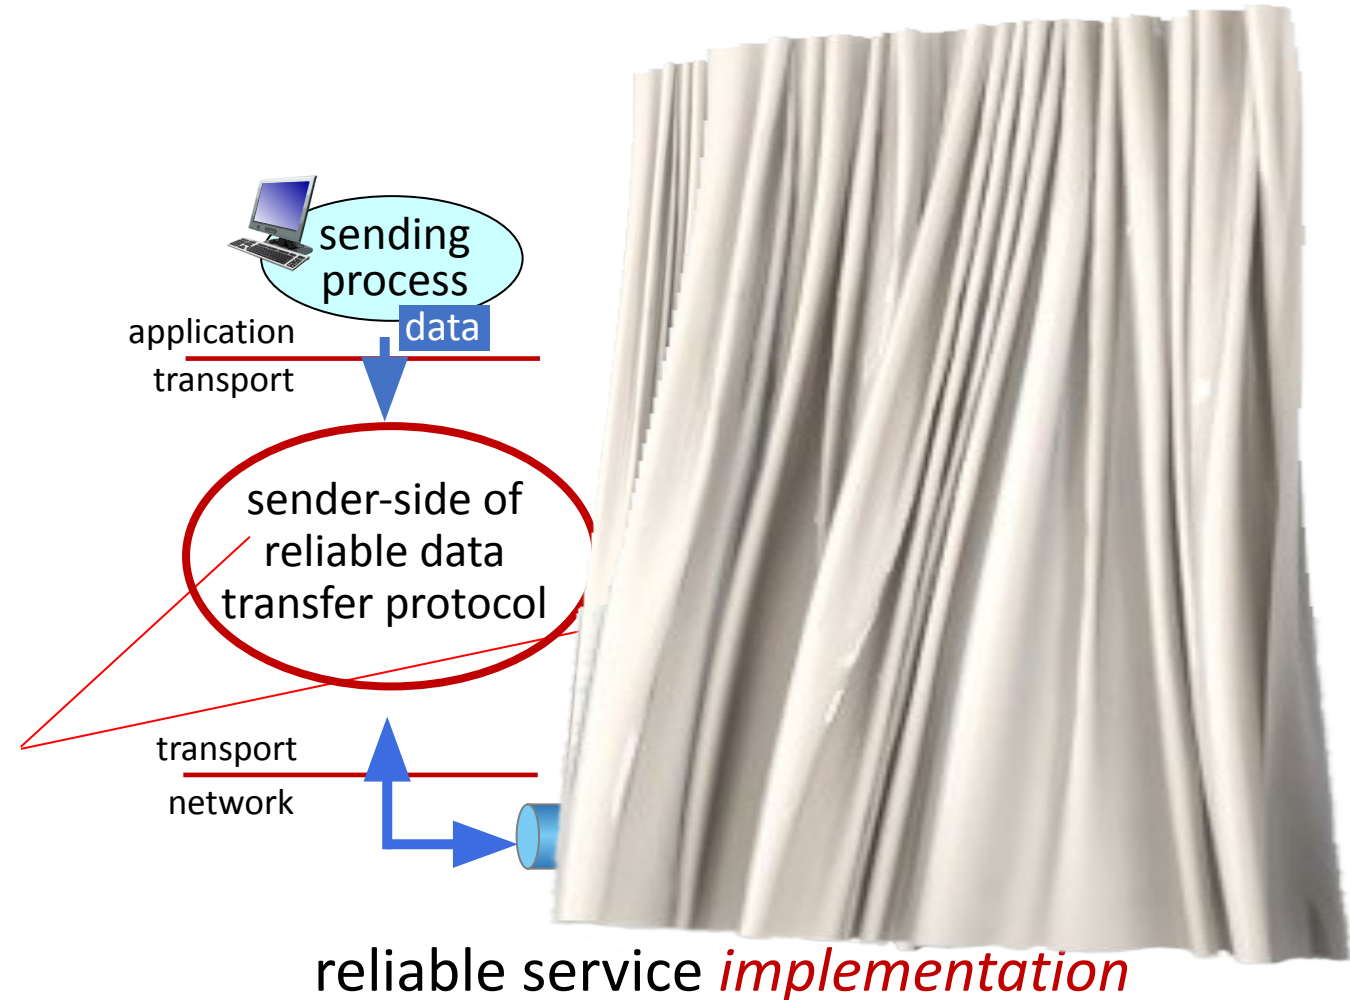 sending
process
data
application
transport
sender-side of
reliable data
transfer protocol
transport
network
reliable service implementation